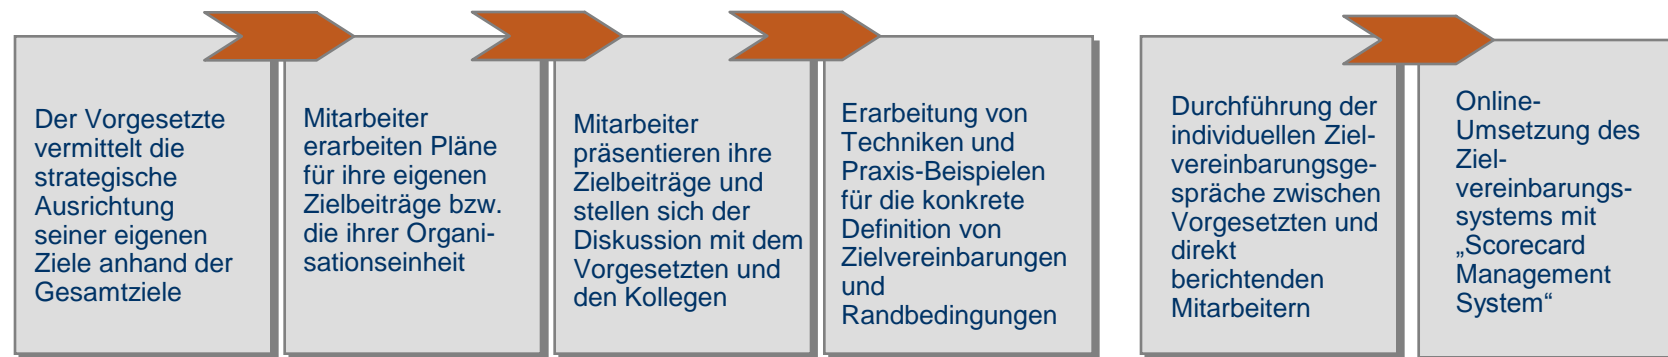 Der Vorgesetzte
vermittelt die
strategische
Ausrichtung
seiner eigenen
Ziele anhand der
Gesamtziele
Mitarbeiter
erarbeiten Pläne
für ihre eigenen
Zielbeiträge bzw.
die ihrer Organi-
sationseinheit
Mitarbeiter
präsentieren ihre
Zielbeiträge und
stellen sich der
Diskussion mit dem
Vorgesetzten und
den Kollegen
Erarbeitung von
Techniken und
Praxis-Beispielen
für die konkrete
Definition von
Zielvereinbarungen
und
Randbedingungen
Durchführung der
individuellen Ziel-
vereinbarungsge-
spräche zwischen
Vorgesetzten und
direkt
berichtenden
Mitarbeitern
Online-
Umsetzung des
Ziel-
vereinbarungs-
systems mit
„Scorecard
Management
System“